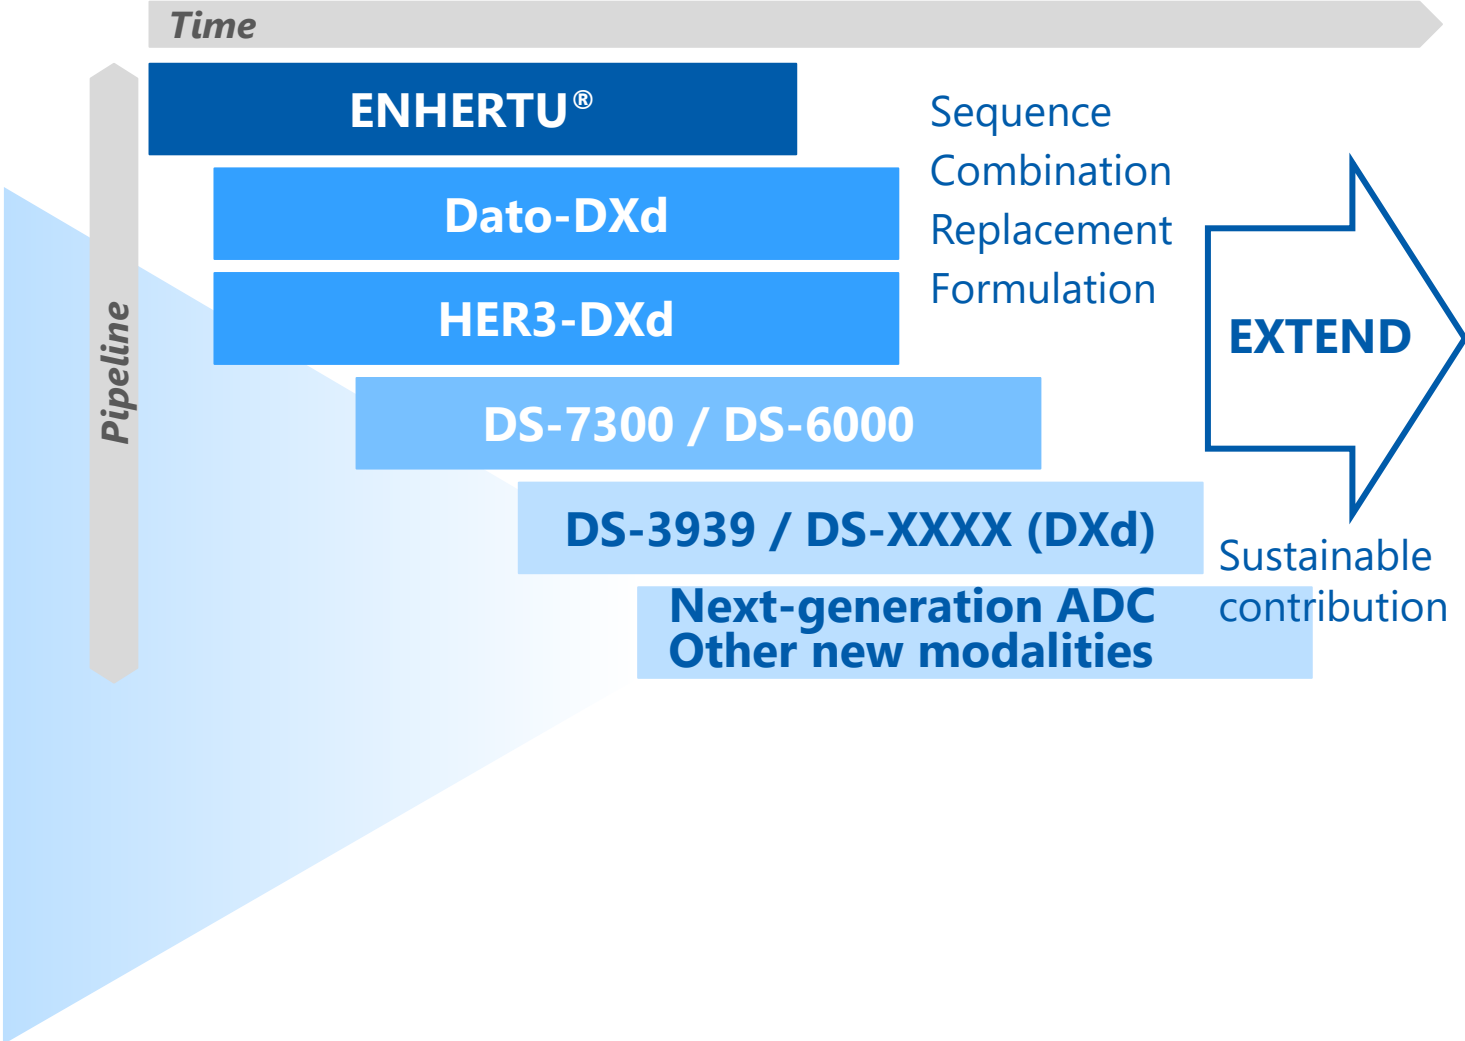 Time
Pipeline
ENHERTU®
Dato-DXd
HER3-DXd
DS-7300 / DS-6000
DS-3939 / DS-XXXX (DXd)
Next-generation ADC
Other new modalities
Sequence
Combination
Replacement
Formulation
EXTEND
Sustainable
contribution